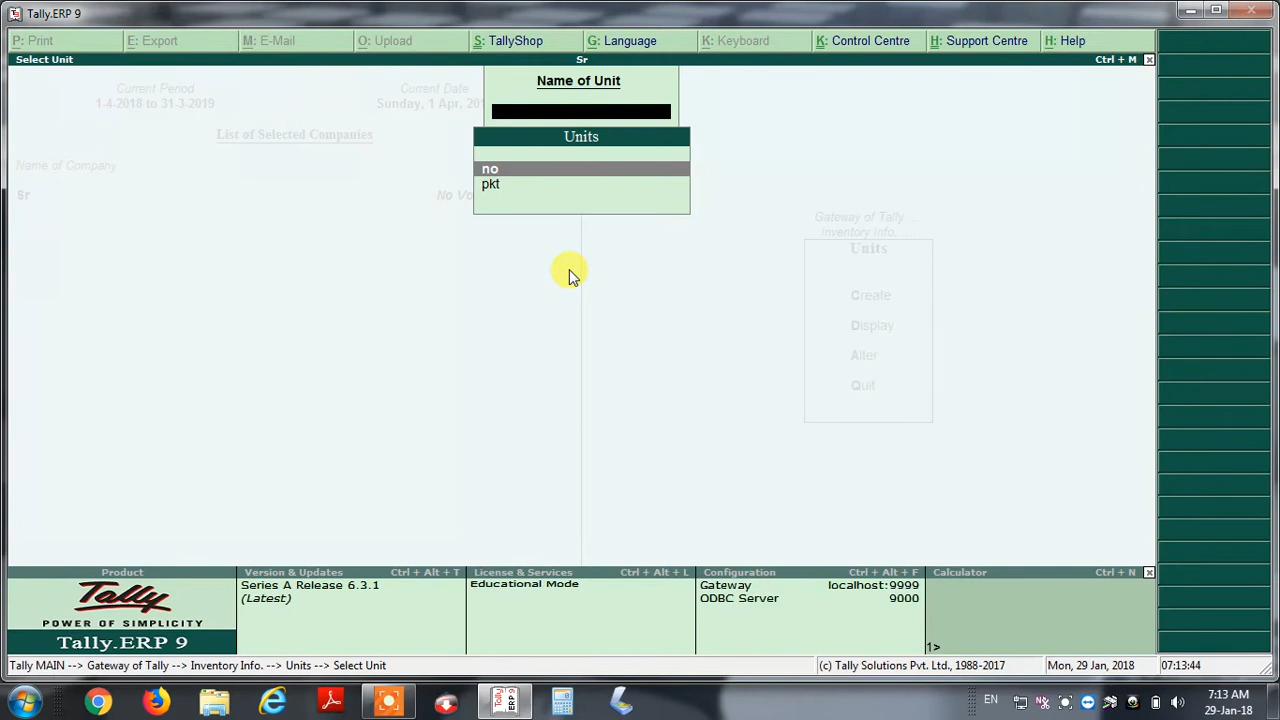 Tally.ERP 9
P: Print
E: Export
M: E-Mail
O: Upload
S: TallyShop
G: Language
K: Keyboard
K: Control Centre
H: Support Centre
H: Help
Select Unit
Sr
Ctrl + M
Current Period
1-4-2018 to 31-3-2019
Current Date
Sunday, 1 Apr, 201
List of Selected Companies
Name of Company
Sr
No Vo
Name of Unit
Units
no
pkt
Gateway of Tally ...
Inventory Info. ...
Units
Create
Display
Alter
Quit
Product
Tally
POWER OF SIMPLICITY
Tally.ERP 9
Version & Updates Ctrl + Alt + T
Series A Release 6.3.1
(Latest)
License & Services Ctrl + Alt + L
Educational Mode
Configuration Ctrl + Alt + F
Gateway localhost:9999
ODBC Server 9000
Calculator Ctrl + N
1>
Tally MAIN --> Gateway of Tally --> Inventory Info. --> Units --> Select Unit
(c) Tally Solutions Pvt. Ltd., 1988-2017
Mon, 29 Jan, 2018
07:13:44
EN
7:13 AM
29-Jan-18